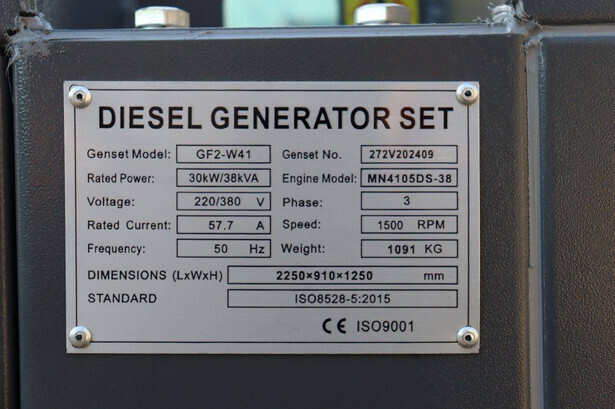 DIESEL GENERATOR SET
Genset Model: GF2-W41 Genset No. 272V202409
Rated Power: 30kW/38kVA Engine Model: MN4105DS-38
Voltage: 220/380 V Phase: 3
Rated Current: 57.7 A Speed: 1500 RPM
Frequency: 50 Hz Weight: 1091 KG
DIMENSIONS (LxWxH) 2250×910×1250 mm
STANDARD ISO8528-5:2015
CE ISO9001